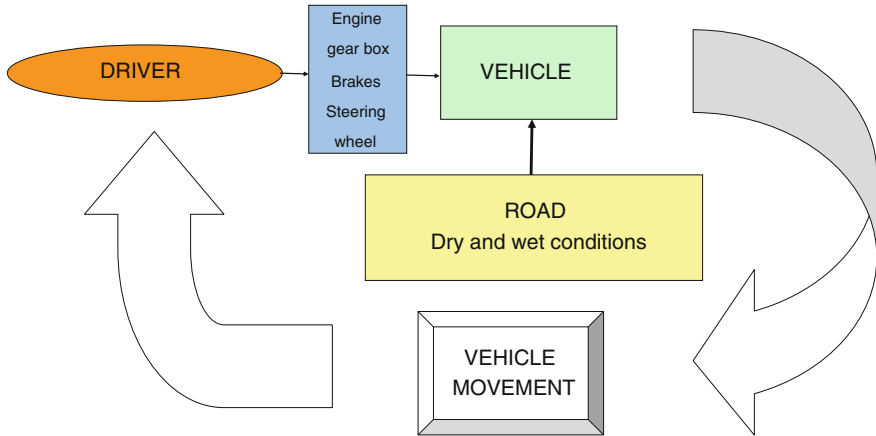 DRIVER
Engine
gear box
Brakes
Steering
wheel
VEHICLE
ROAD
Dry and wet conditions
VEHICLE
MOVEMENT